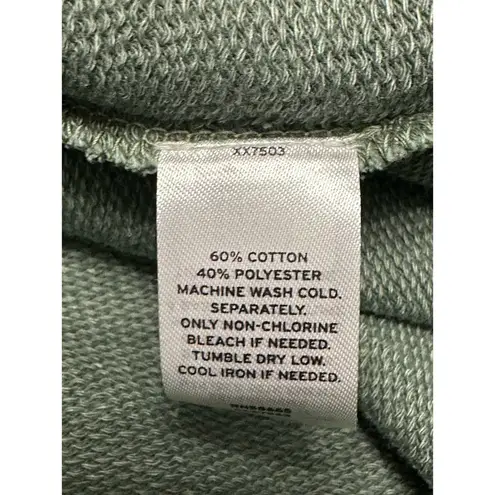 XX7503
60% COTTON
40% POLYESTER
MACHINE WASH COLD.
SEPARATELY.
ONLY NON-CHLORINE
BLEACH IF NEEDED.
TUMBLE DRY LOW.
COOL IRON IF NEEDED.